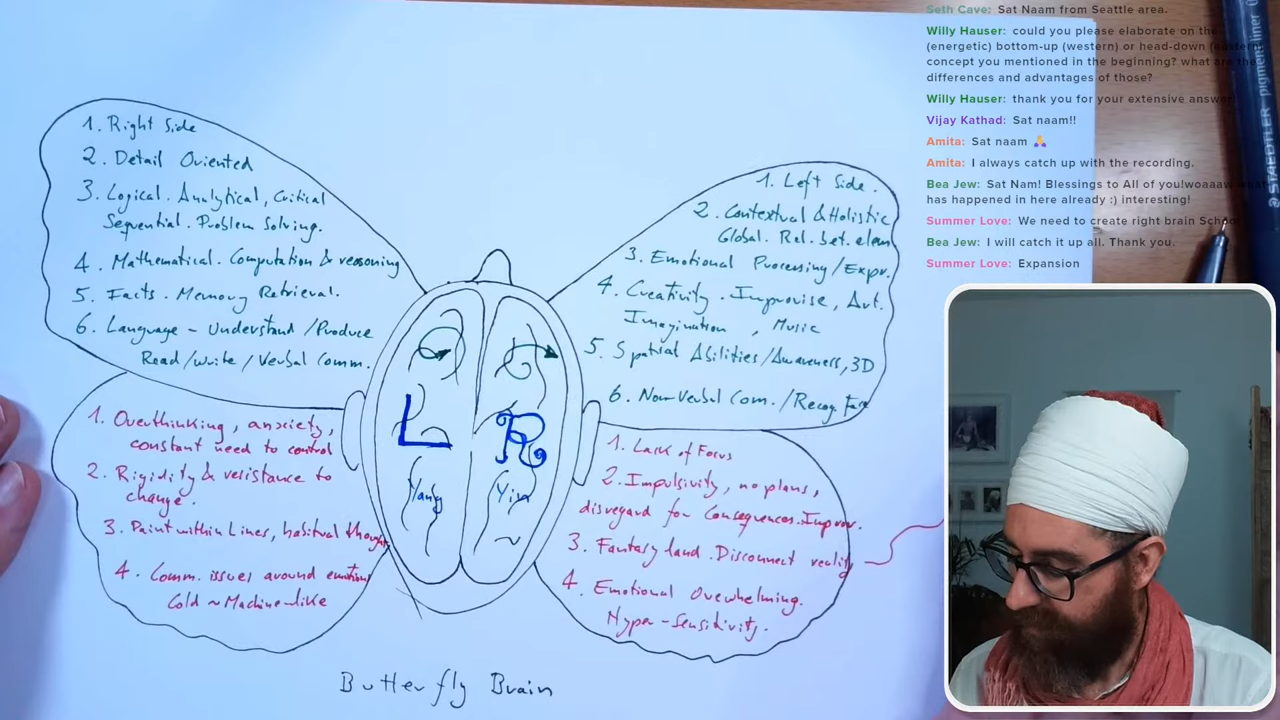 1. Right Side
2. Detail Oriented
3. Logical. Analytical, Critical
Sequential. Problem Solving.
4. Mathematical. Computation & reasoning
5. Facts. Memory Retrieval.
6. Language - Understand/Produce
Read/write/Verbal Comm.
1. Overthinking, anxiety,
constant need to control
2. Rigidity & resistance to
change.
3. Paint within Lines, habitual thought
4. Comm. issues around emotion
Cold ~ Machine-like
L
R
Yang
Yin
~
1. Left Side.
2. Contextual & Holistic
Global. Rel. bet. elem
3. Emotional Processing/Expr.
4. Creativity. Improvise, Art.
Imagination, Music
5. Spatial Abilities/Awareness, 3D
6. Non-Verbal Com./Recog. Face
1. Lack of Focus
2. Impulsivity, no plans,
disregard for Consequences. Improv.
3. Fantasy land. Disconnect reality
4. Emotional Overwhelming.
Hyper-Sensitivity.
Butterfly Brain
Seth Cave: Sat Naam from Seattle area.
Willy Hauser: could you please elaborate on the
(energetic) bottom-up (western) or head-down (eastern)
concept you mentioned in the beginning? what are the
differences and advantages of those?
Willy Hauser: thank you for your extensive answer
Vijay Kathad: Sat naam!!
Amita: Sat naam 🙏
Amita: I always catch up with the recording.
Bea Jew: Sat Nam! Blessings to All of you!woaaaw what
has happened in here already :) interesting!
Summer Love: We need to create right brain
Bea Jew: I will catch it up all. Thank you.
Summer Love: Expansion
STAEDTLER pigment liner